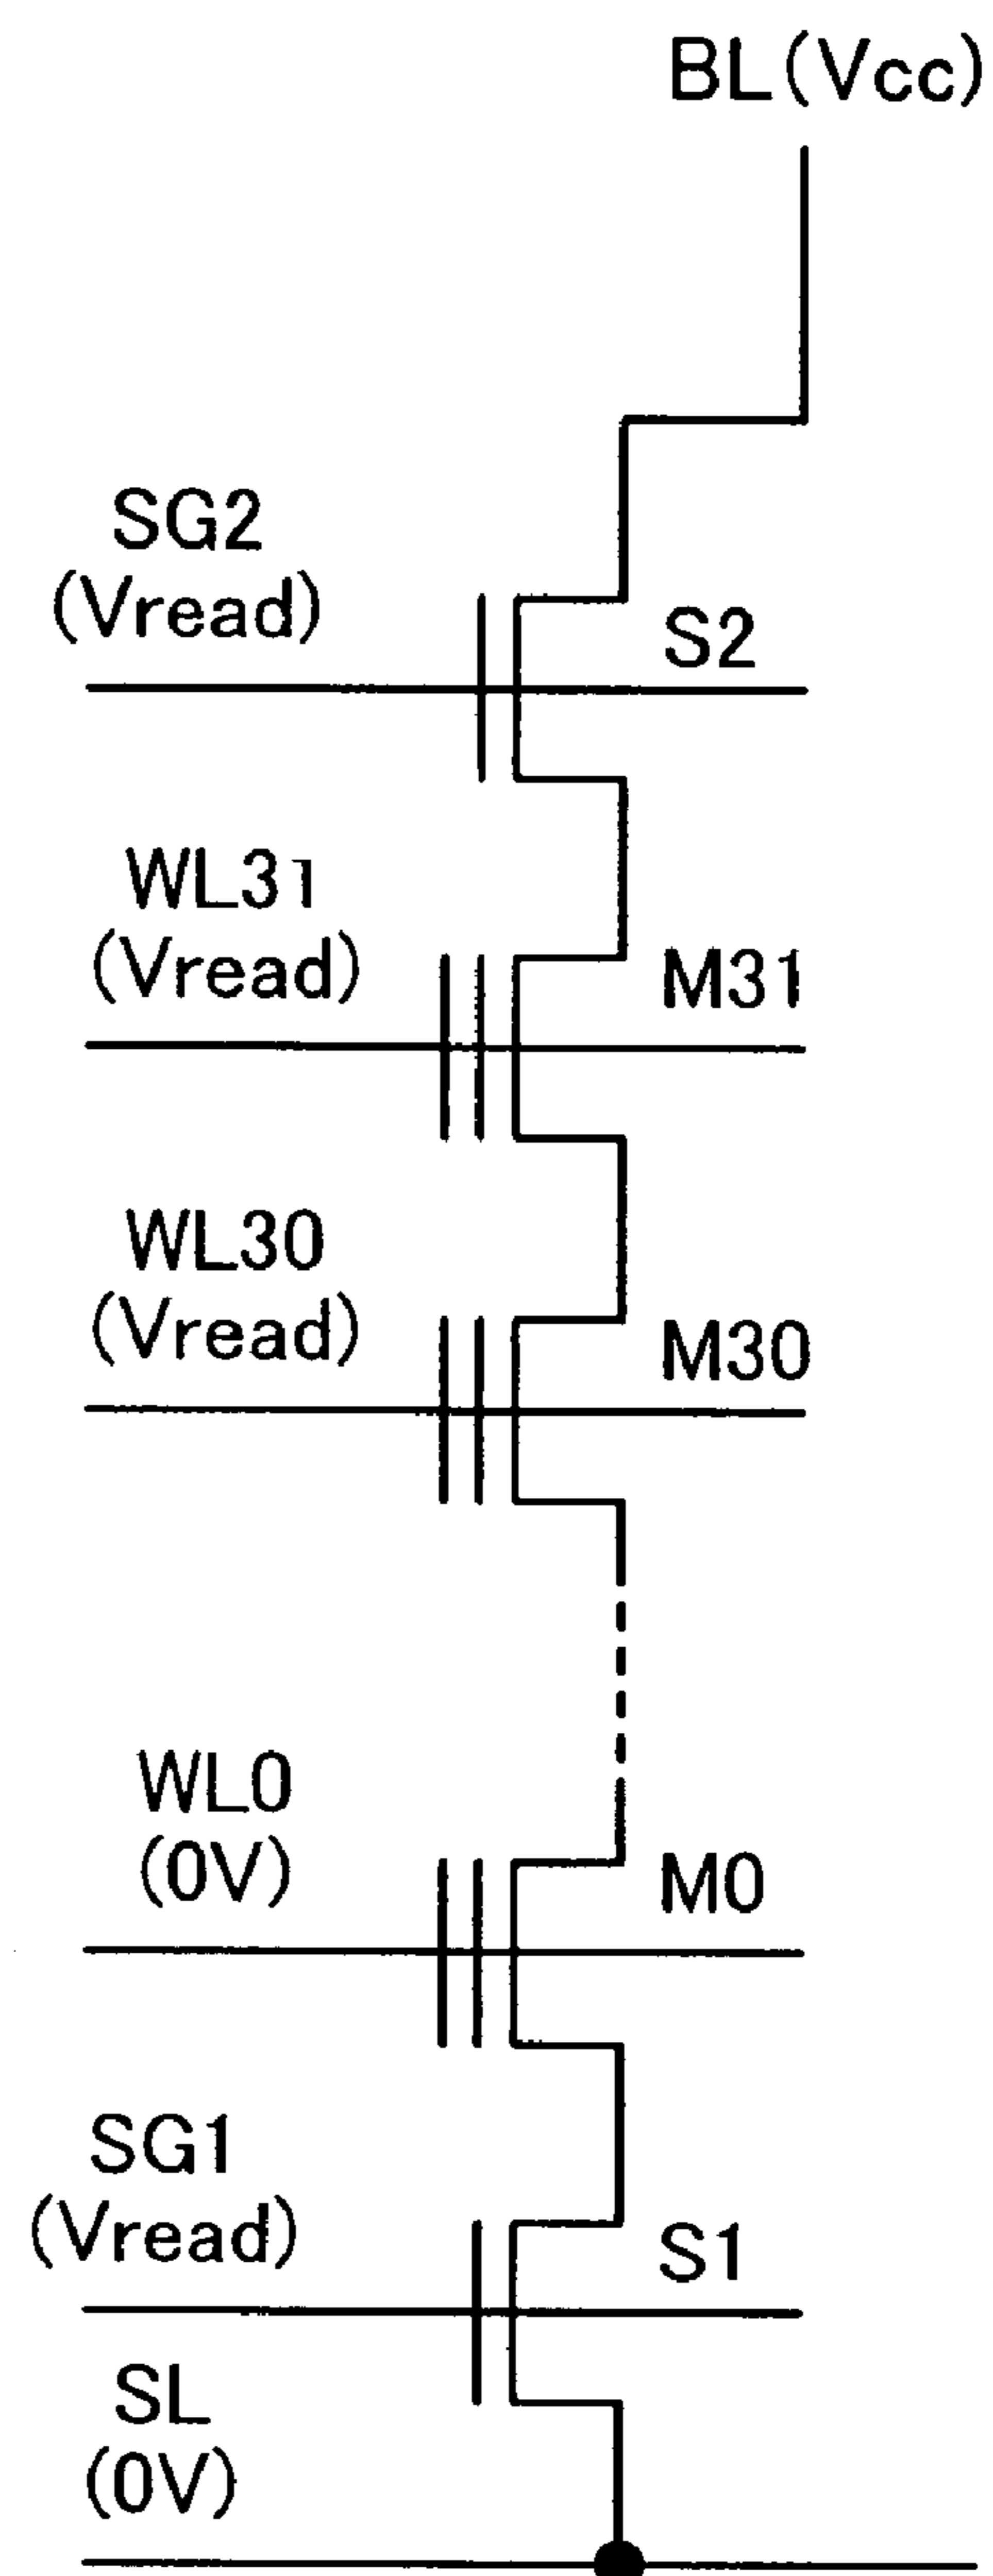 BL(Vcc)
SG2
(Vread)
S2
WL31
(Vread)
M31
WL30
(Vread)
M30
WL0
(0V)
M0
SG1
(Vread)
S1
SL
(0V)